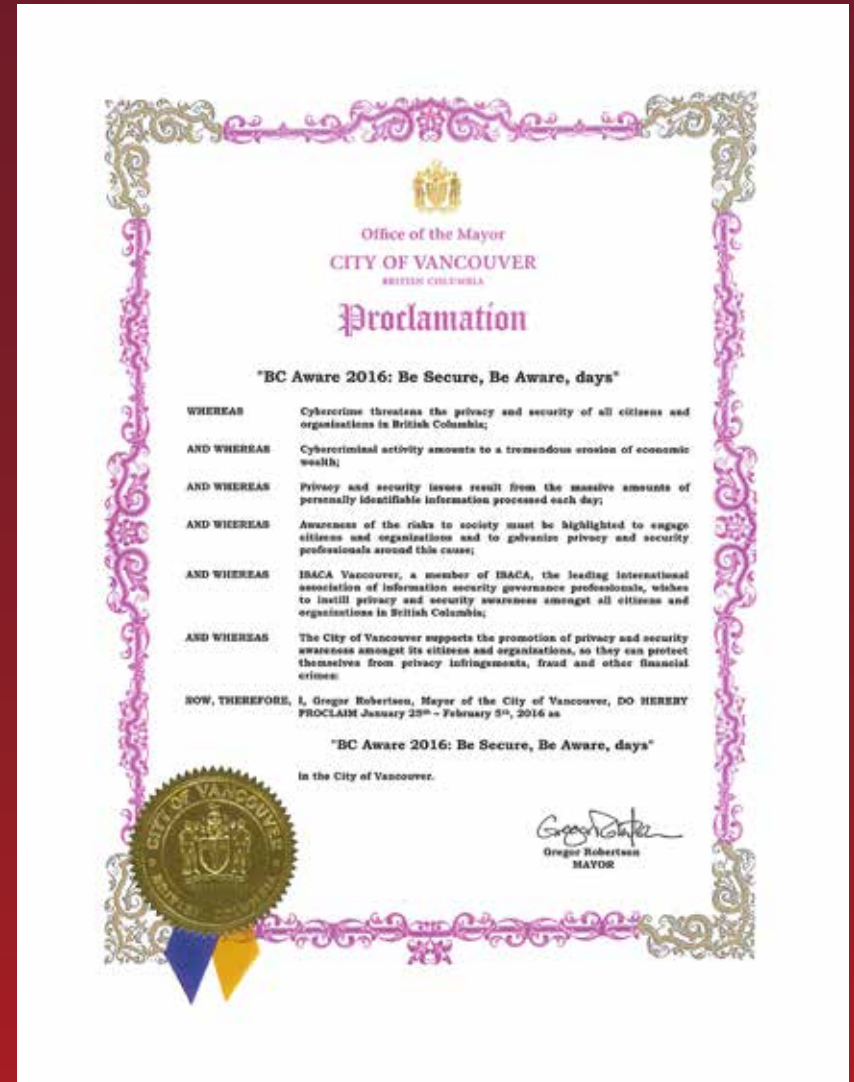 Office of the Mayor
CITY OF VANCOUVER
BRITISH COLUMBIA
Proclamation
"BC Aware 2016: Be Secure, Be Aware, days"
WHEREAS Cybercrime threatens the privacy and security of all citizens and
organizations in British Columbia;
AND WHEREAS Cybercriminal activity amounts to a tremendous erosion of economic
wealth;
AND WHEREAS Privacy and security issues result from the massive amounts of
personally identifiable information processed each day;
AND WHEREAS Awareness of the risks to society must be highlighted to engage
citizens and organizations and to galvanize privacy and security
professionals around this cause;
AND WHEREAS ISACA Vancouver, a member of ISACA, the leading international
association of information security governance professionals, wishes
to instill privacy and security awareness amongst all citizens and
organizations in British Columbia;
AND WHEREAS The City of Vancouver supports the promotion of privacy and security
awareness amongst its citizens and organizations, so they can protect
themselves from privacy infringements, fraud and other financial
crimes:
NOW, THEREFORE, I, Gregor Robertson, Mayor of the City of Vancouver, DO HEREBY
PROCLAIM January 25th – February 5th, 2016 as
"BC Aware 2016: Be Secure, Be Aware, days"
in the City of Vancouver.
Gregor Robertson
MAYOR
CITY OF VANCOUVER
BRITISH COLUMBIA